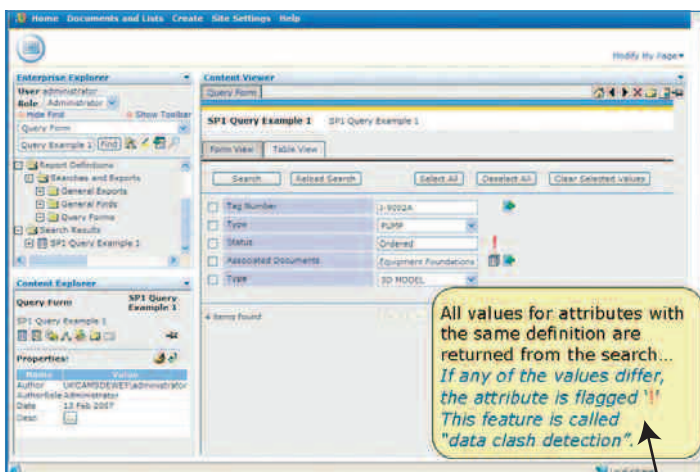 Home Documents and Lists Create Site Settings Help
Modify My Page
Enterprise Explorer
User administrator
Role Administrator
Hide Find Show Toolbar
Query Form
Query Example 1 Find
Report Definitions
Searches and Exports
General Exports
General Finds
Query Forms
Search Results
SP1 Query Example 1
Content Explorer
Query Form SP1 Query
Example 1
SP1 Query Example 1
Properties:
Name Value
Author UKCAMSDEWEY\administrator
AuthorRole Administrator
Date 13 Feb 2007
Desc ...
Content Viewer
Query Form
SP1 Query Example 1 SP1 Query Example 1
Form View Table View
Search Reload Search Select All Deselect All Clear Selected Values
Tag Number J-9002A
Type PUMP
Status Ordered !
Associated Documents Equipment Foundations
Type 3D MODEL
4 items found
All values for attributes with
the same definition are
returned from the search...
If any of the values differ,
the attribute is flagged '!'
This feature is called
"data clash detection".